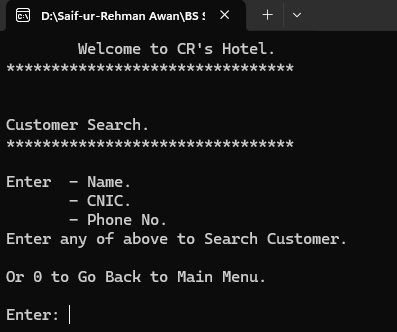 D:\Saif-ur-Rehman Awan\BS S
Welcome to CR's Hotel.
********************************
Customer Search.
********************************
Enter - Name.
- CNIC.
- Phone No.
Enter any of above to Search Customer.
Or 0 to Go Back to Main Menu.
Enter: